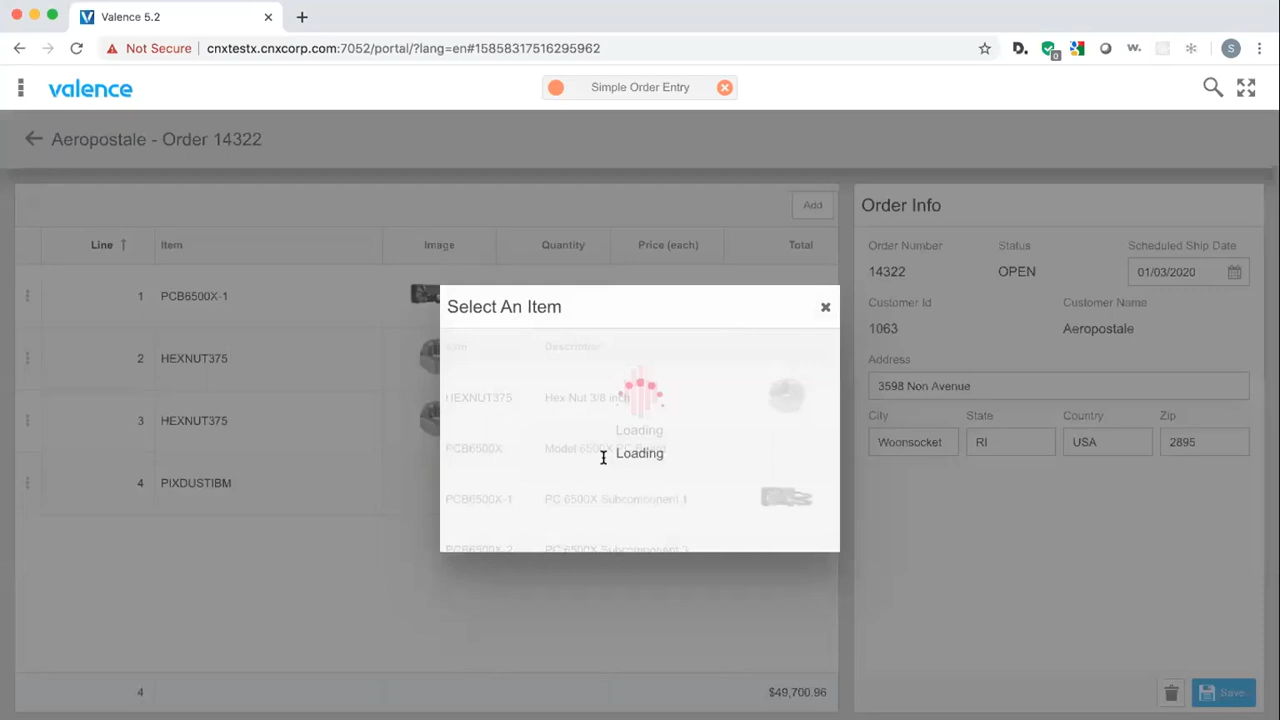 Valence 5.2
Not Secure
cnxtestx.cnxcorp.com:7052/portal/?lang=en#15858317516295962
D.
0
w.
S
valence
Simple Order Entry
Aeropostale - Order 14322
Add
Line Item Image Quantity Price (each) Total
1 PCB6500X-1
2 HEXNUT375
3 HEXNUT375
4 PIXDUSTIBM
4 $49,700.96
Select An Item
Item Description
HEXNUT375 Hex Nut 3/8 inch
Loading
PCB6500X Model 6500X PC Board
Loading
PCB6500X-1 PC 6500X Subcomponent 1
PCB6500X-2 PC 6500X Subcomponent 3
Order Info
Order Number Status Scheduled Ship Date
14322 OPEN 01/03/2020
Customer Id Customer Name
1063 Aeropostale
Address
3598 Non Avenue
City State Country Zip
Woonsocket RI USA 2895
Save